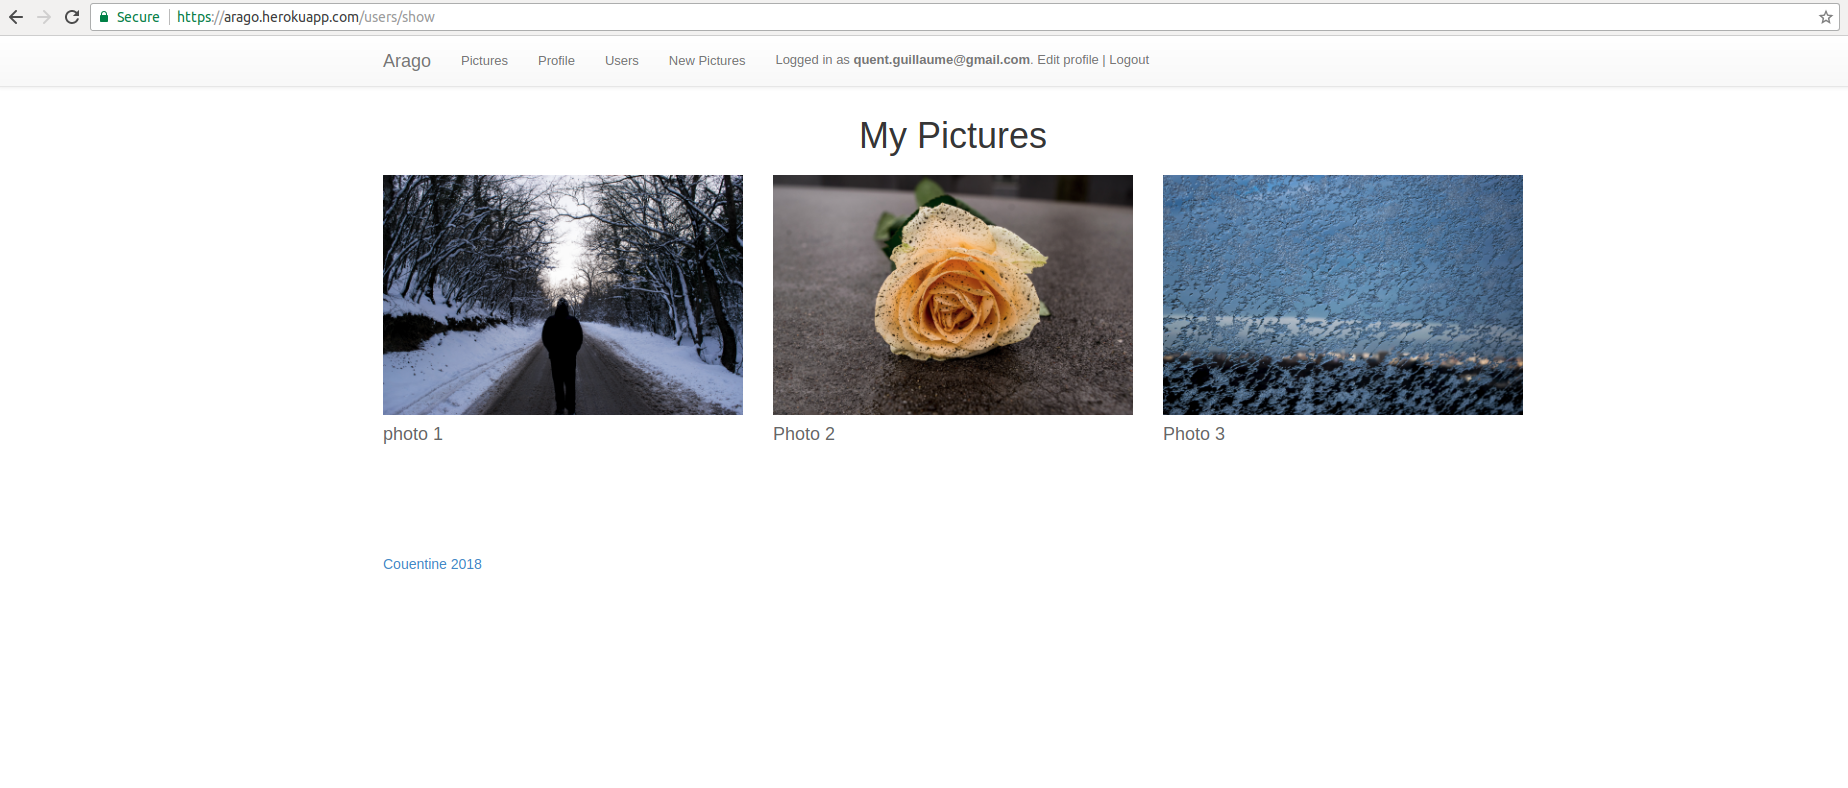 Secure https://arago.herokuapp.com/users/show
Arago Pictures Profile Users New Pictures Logged in as quent.guillaume@gmail.com. Edit profile | Logout
My Pictures
photo 1 Photo 2 Photo 3
Couentine 2018